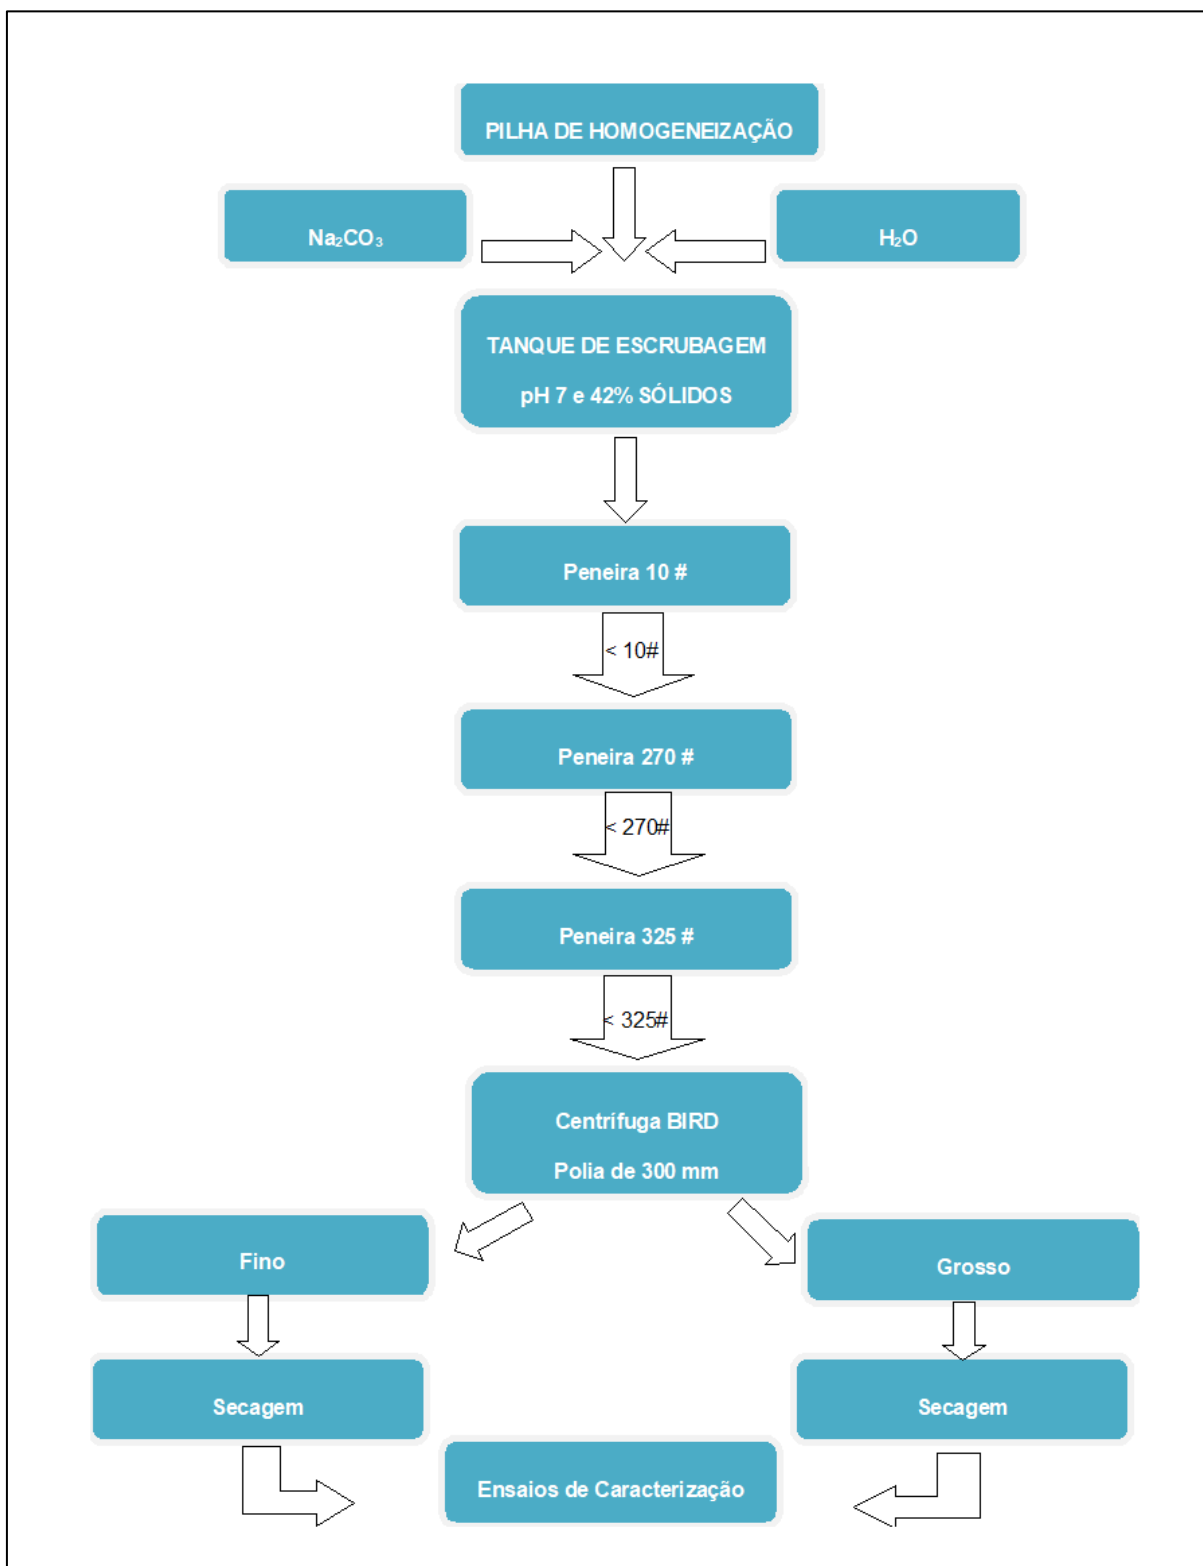 PILHA DE HOMOGENEIZAÇÃO
Na₂CO₃
H₂O
TANQUE DE ESCRUBAGEM
pH 7 e 42% SÓLIDOS
Peneira 10 #
< 10#
Peneira 270 #
< 270#
Peneira 325 #
< 325#
Centrífuga BIRD
Polia de 300 mm
Fino
Grosso
Secagem
Secagem
Ensaios de Caracterização